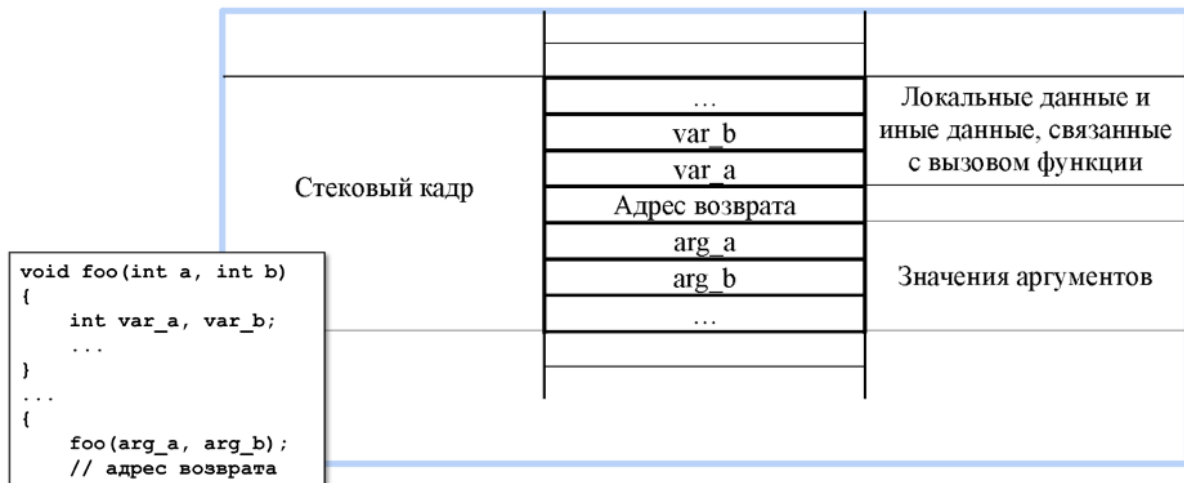 …
var_b
var_a
Адрес возврата
arg_a
arg_b
…
Стековый кадр
Локальные данные и
иные данные, связанные
с вызовом функции
Значения аргументов
void foo(int a, int b)
{
    int var_a, var_b;
    ...
}
...
{
    foo(arg_a, arg_b);
    // адрес возврата